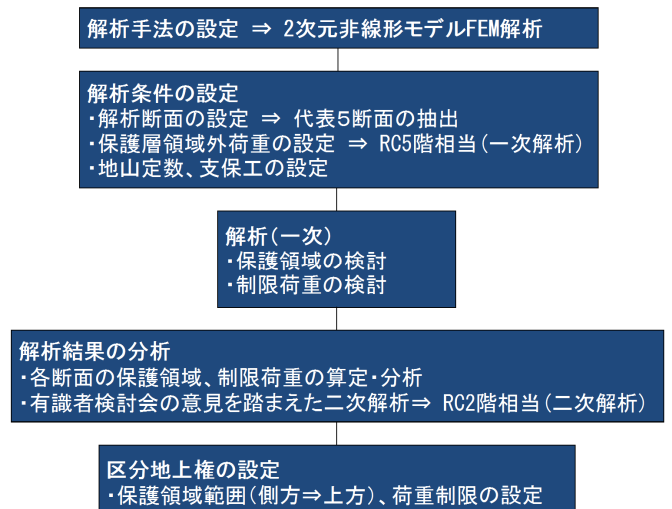 解析手法の設定 ⇒ 2次元非線形モデルFEM解析
解析条件の設定
・解析断面の設定 ⇒ 代表5断面の抽出
・保護層領域外荷重の設定 ⇒ RC5階相当(一次解析)
・地山定数、支保工の設定
解析(一次)
・保護領域の検討
・制限荷重の検討
解析結果の分析
・各断面の保護領域、制限荷重の算定・分析
・有識者検討会の意見を踏まえた二次解析⇒ RC2階相当(二次解析)
区分地上権の設定
・保護領域範囲(側方⇒上方)、荷重制限の設定